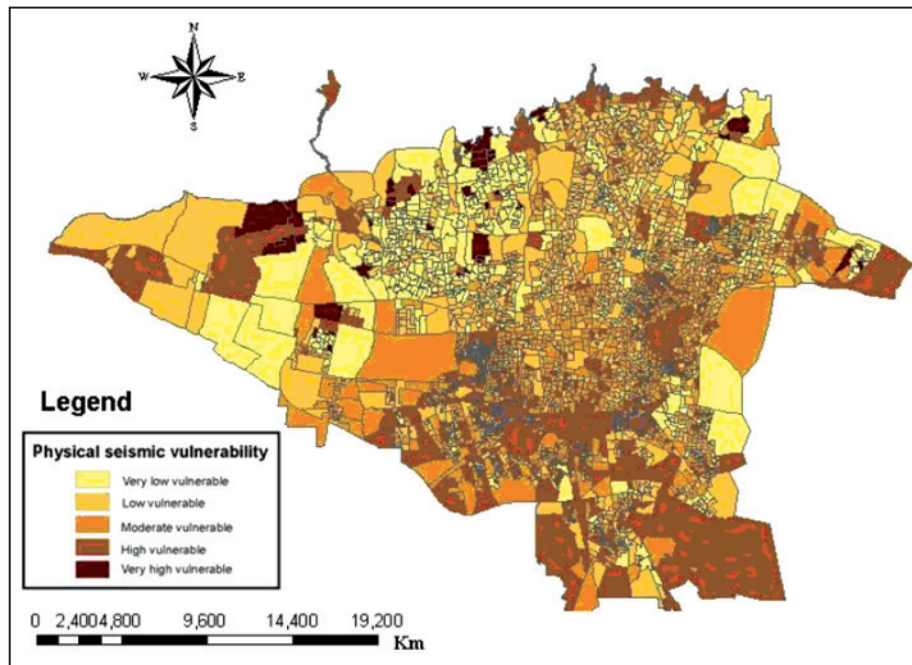 N
W E
S
Legend
Physical seismic vulnerability
Very low vulnerable
Low vulnerable
Moderate vulnerable
High vulnerable
Very high vulnerable
0 2,400 4,800 9,600 14,400 19,200
Km